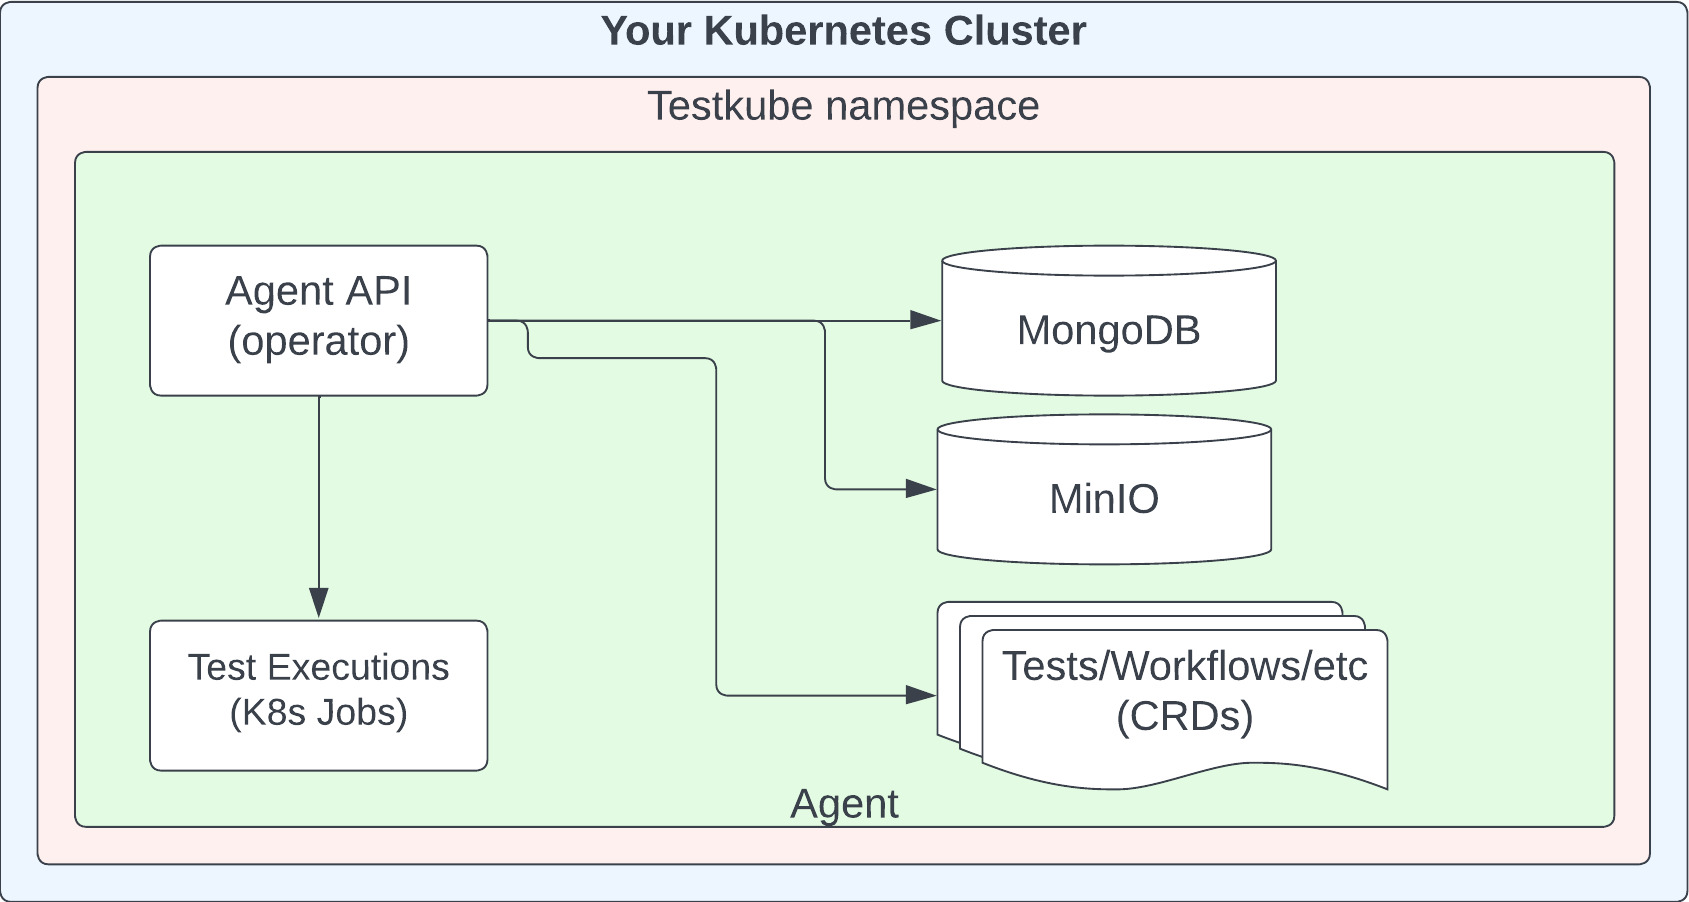 Your Kubernetes Cluster
Testkube namespace
Agent API
(operator)
MongoDB
MinIO
Test Executions
(K8s Jobs)
Tests/Workflows/etc
(CRDs)
Agent